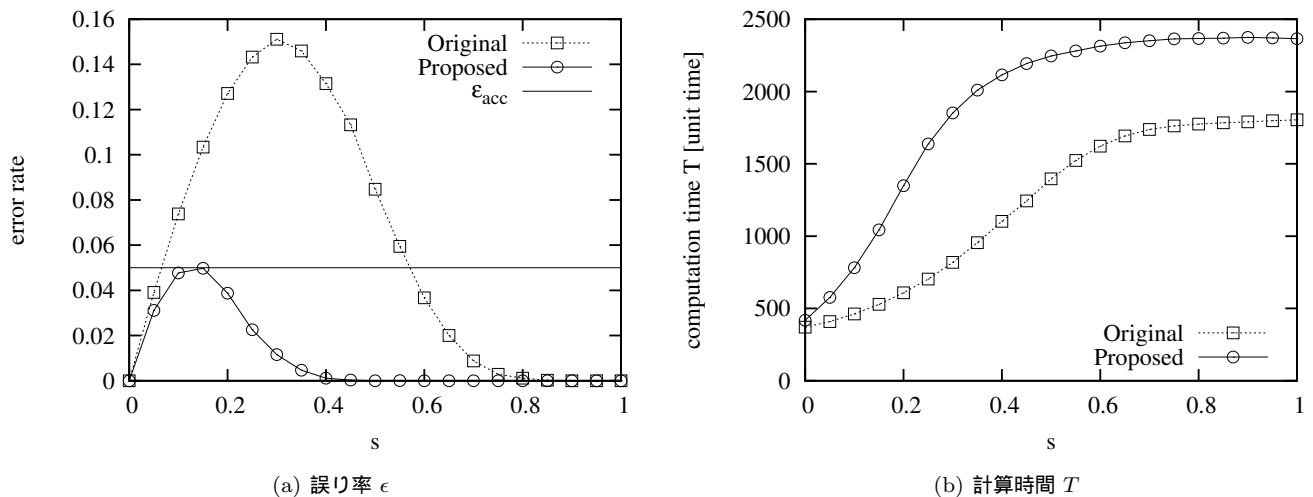 0.16
0.14
0.12
0.1
0.08
0.06
0.04
0.02
0
error rate
Original
Proposed
ε_acc
0 0.2 0.4 0.6 0.8 1
s
(a) 誤り率 ϵ
2500
2000
1500
1000
500
0
computation time T [unit time]
Original
Proposed
0 0.2 0.4 0.6 0.8 1
s
(b) 計算時間 T